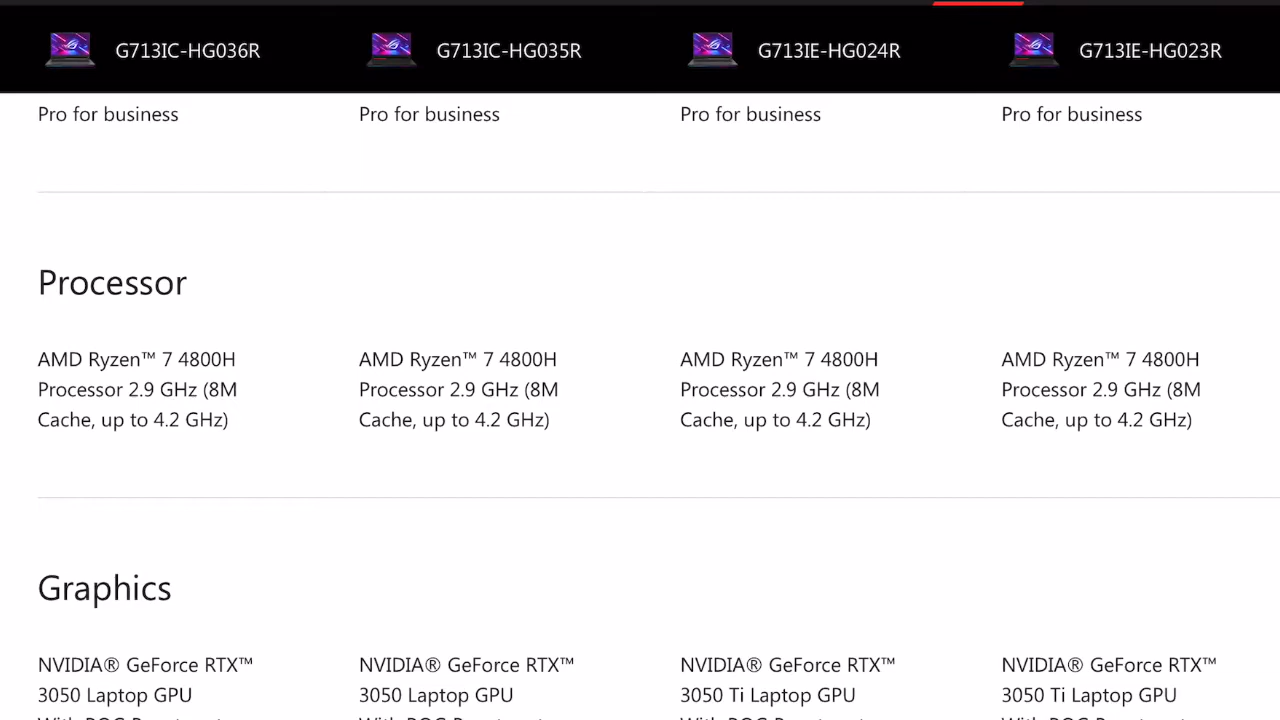 G713IC-HG036R G713IC-HG035R G713IE-HG024R G713IE-HG023R
Pro for business Pro for business Pro for business Pro for business
Processor
AMD Ryzen™ 7 4800H AMD Ryzen™ 7 4800H AMD Ryzen™ 7 4800H AMD Ryzen™ 7 4800H
Processor 2.9 GHz (8M Processor 2.9 GHz (8M Processor 2.9 GHz (8M Processor 2.9 GHz (8M
Cache, up to 4.2 GHz) Cache, up to 4.2 GHz) Cache, up to 4.2 GHz) Cache, up to 4.2 GHz)
Graphics
NVIDIA® GeForce RTX™ NVIDIA® GeForce RTX™ NVIDIA® GeForce RTX™ NVIDIA® GeForce RTX™
3050 Laptop GPU 3050 Laptop GPU 3050 Ti Laptop GPU 3050 Ti Laptop GPU